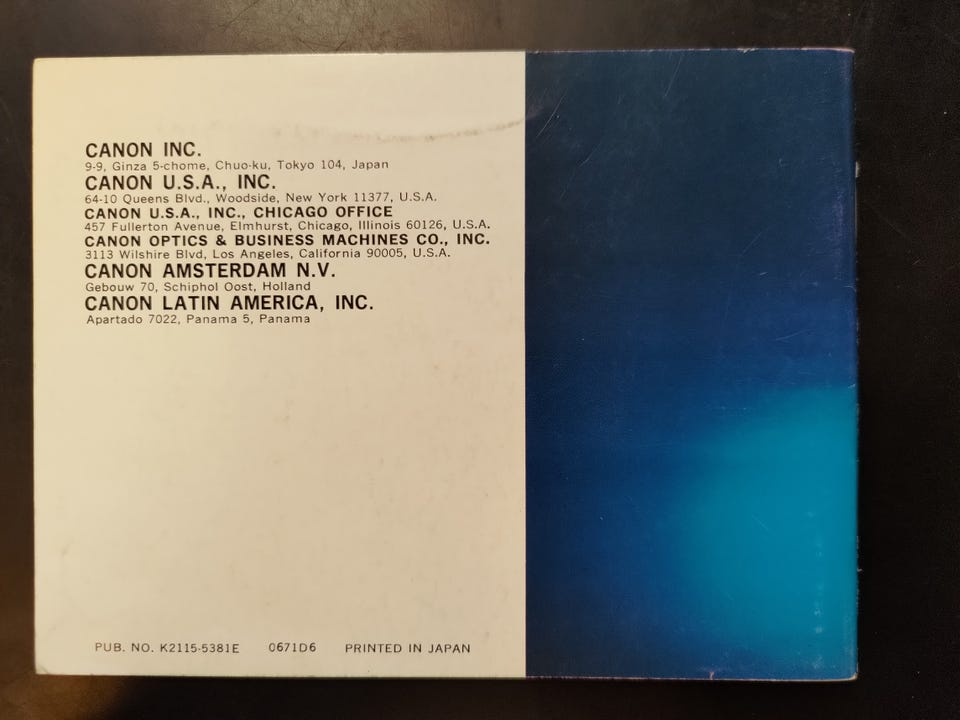 CANON INC.
9-9, Ginza 5-chome, Chuo-ku, Tokyo 104, Japan
CANON U.S.A., INC.
64-10 Queens Blvd., Woodside, New York 11377, U.S.A.
CANON U.S.A., INC., CHICAGO OFFICE
457 Fullerton Avenue, Elmhurst, Chicago, Illinois 60126, U.S.A.
CANON OPTICS & BUSINESS MACHINES CO., INC.
3113 Wilshire Blvd, Los Angeles, California 90005, U.S.A.
CANON AMSTERDAM N.V.
Gebouw 70, Schiphol Oost, Holland
CANON LATIN AMERICA, INC.
Apartado 7022, Panama 5, Panama
PUB. NO. K2115-5381E 0671D6 PRINTED IN JAPAN